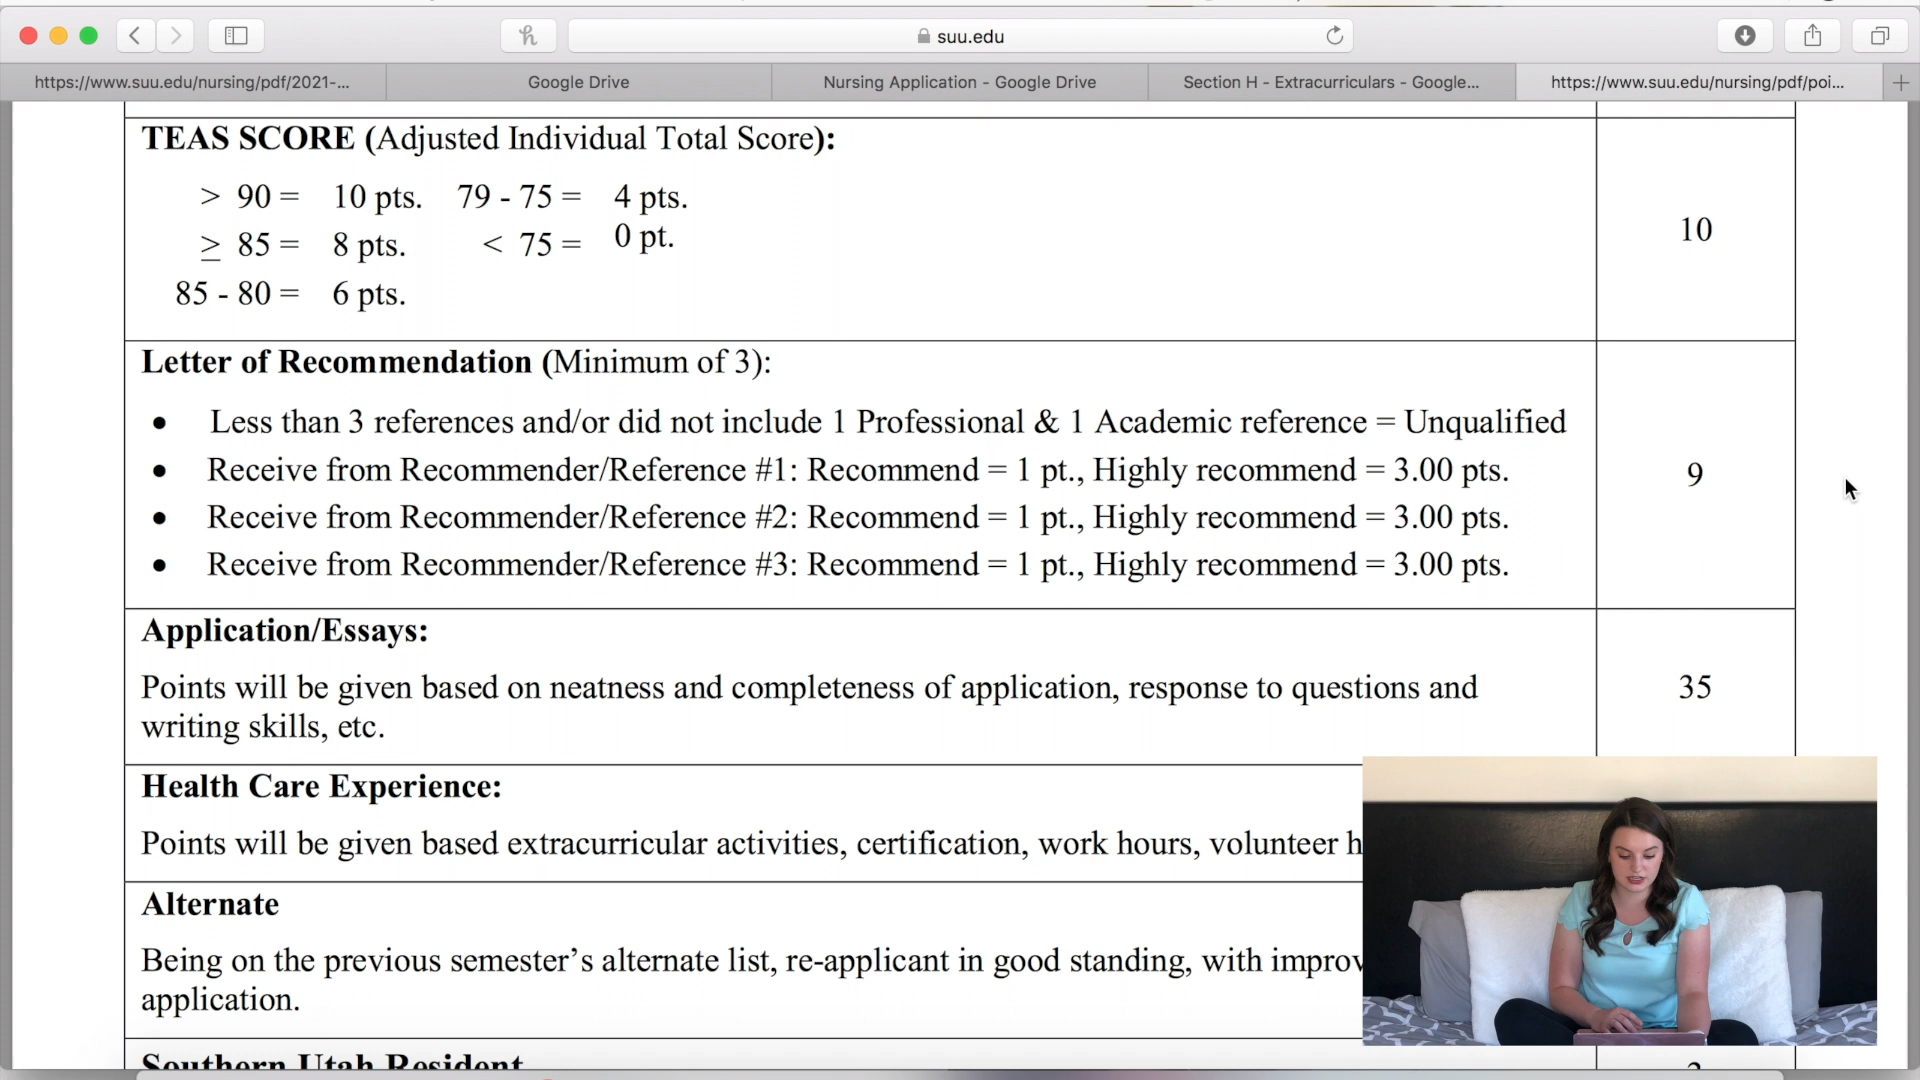 suu.edu
https://www.suu.edu/nursing/pdf/2021-...
Google Drive
Nursing Application - Google Drive
Section H - Extracurriculars - Google...
https://www.suu.edu/nursing/pdf/poi...
TEAS SCORE (Adjusted Individual Total Score):
> 90 = 10 pts. 79 - 75 = 4 pts.
≥ 85 = 8 pts. < 75 = 0 pt.
85 - 80 = 6 pts.
10
Letter of Recommendation (Minimum of 3):
• Less than 3 references and/or did not include 1 Professional & 1 Academic reference = Unqualified
• Receive from Recommender/Reference #1: Recommend = 1 pt., Highly recommend = 3.00 pts.
• Receive from Recommender/Reference #2: Recommend = 1 pt., Highly recommend = 3.00 pts.
• Receive from Recommender/Reference #3: Recommend = 1 pt., Highly recommend = 3.00 pts.
9
Application/Essays:
Points will be given based on neatness and completeness of application, response to questions and
writing skills, etc.
35
Health Care Experience:
Points will be given based extracurricular activities, certification, work hours, volunteer h
Alternate
Being on the previous semester’s alternate list, re-applicant in good standing, with improv
application.
Southern Utah Resident